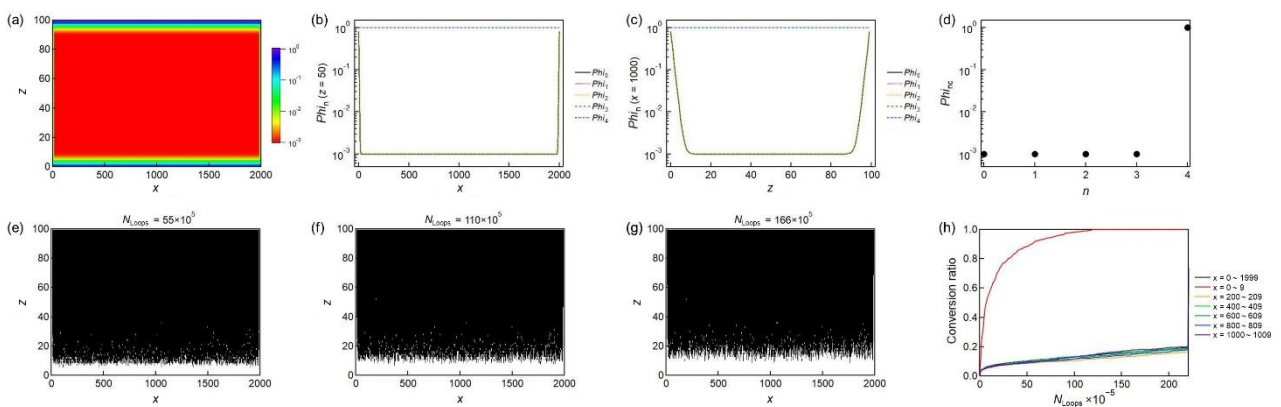 (a)
100
80
60
40
20
0
z
0 500 1000 1500 2000
x
10^0
10^-1
10^-2
10^-3
(b)
10^0
10^-1
10^-2
10^-3
Phi_n (z = 50)
0 500 1000 1500 2000
x
Phi_0
Phi_1
Phi_2
Phi_3
Phi_4
(c)
10^0
10^-1
10^-2
10^-3
Phi_n (x = 1000)
0 20 40 60 80 100
z
Phi_0
Phi_1
Phi_2
Phi_3
Phi_4
(d)
10^0
10^-1
10^-2
10^-3
Phi_nc
0 1 2 3 4
n
(e)
N_Loops = 55×10^5
100
80
60
40
20
0
z
0 500 1000 1500 2000
x
(f)
N_Loops = 110×10^5
100
80
60
40
20
0
z
0 500 1000 1500 2000
x
(g)
N_Loops = 166×10^5
100
80
60
40
20
0
z
0 500 1000 1500 2000
x
(h)
1.0
0.8
0.6
0.4
0.2
0.0
Conversion ratio
0 50 100 150 200
N_Loops ×10^-5
x = 0 ~ 1999
x = 0 ~ 9
x = 200 ~ 209
x = 400 ~ 409
x = 600 ~ 609
x = 800 ~ 809
x = 1000 ~ 1009